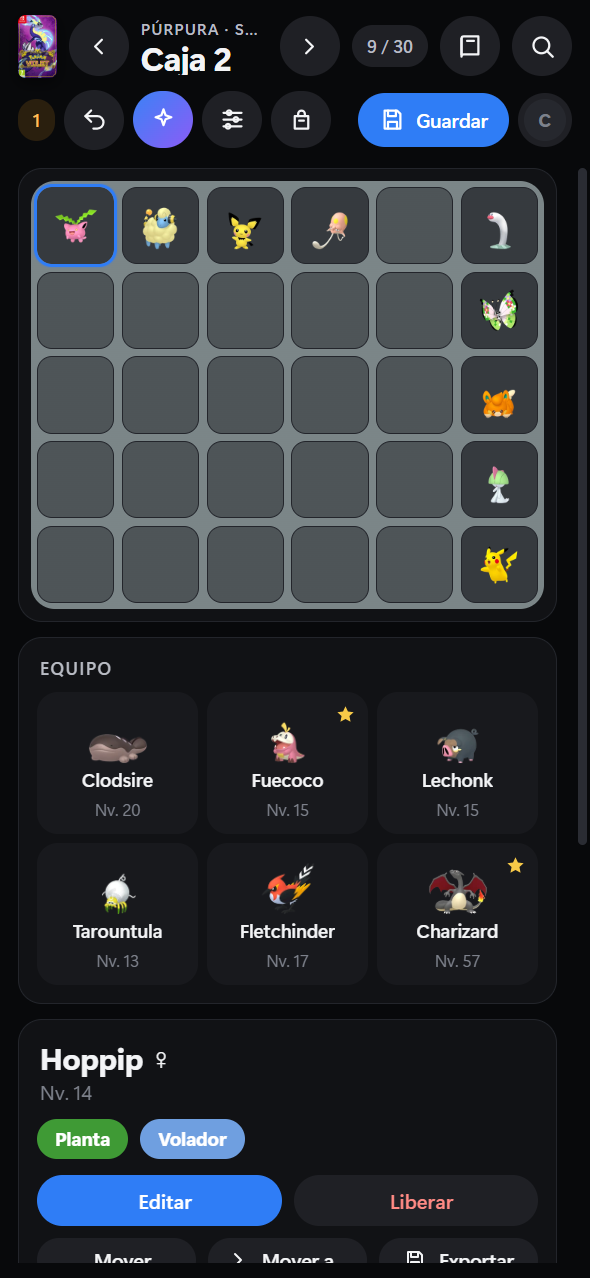 PÚRPURA · S...
Caja 2
9 / 30
1
Guardar
C
EQUIPO
Clodsire
Fuecoco
Lechonk
Nv. 20
Nv. 15
Nv. 15
Tarountula
Fletchinder
Charizard
Nv. 13
Nv. 17
Nv. 57
Hoppip ♀
Nv. 14
Planta
Volador
Editar
Liberar
Mover
Mover a
Exportar